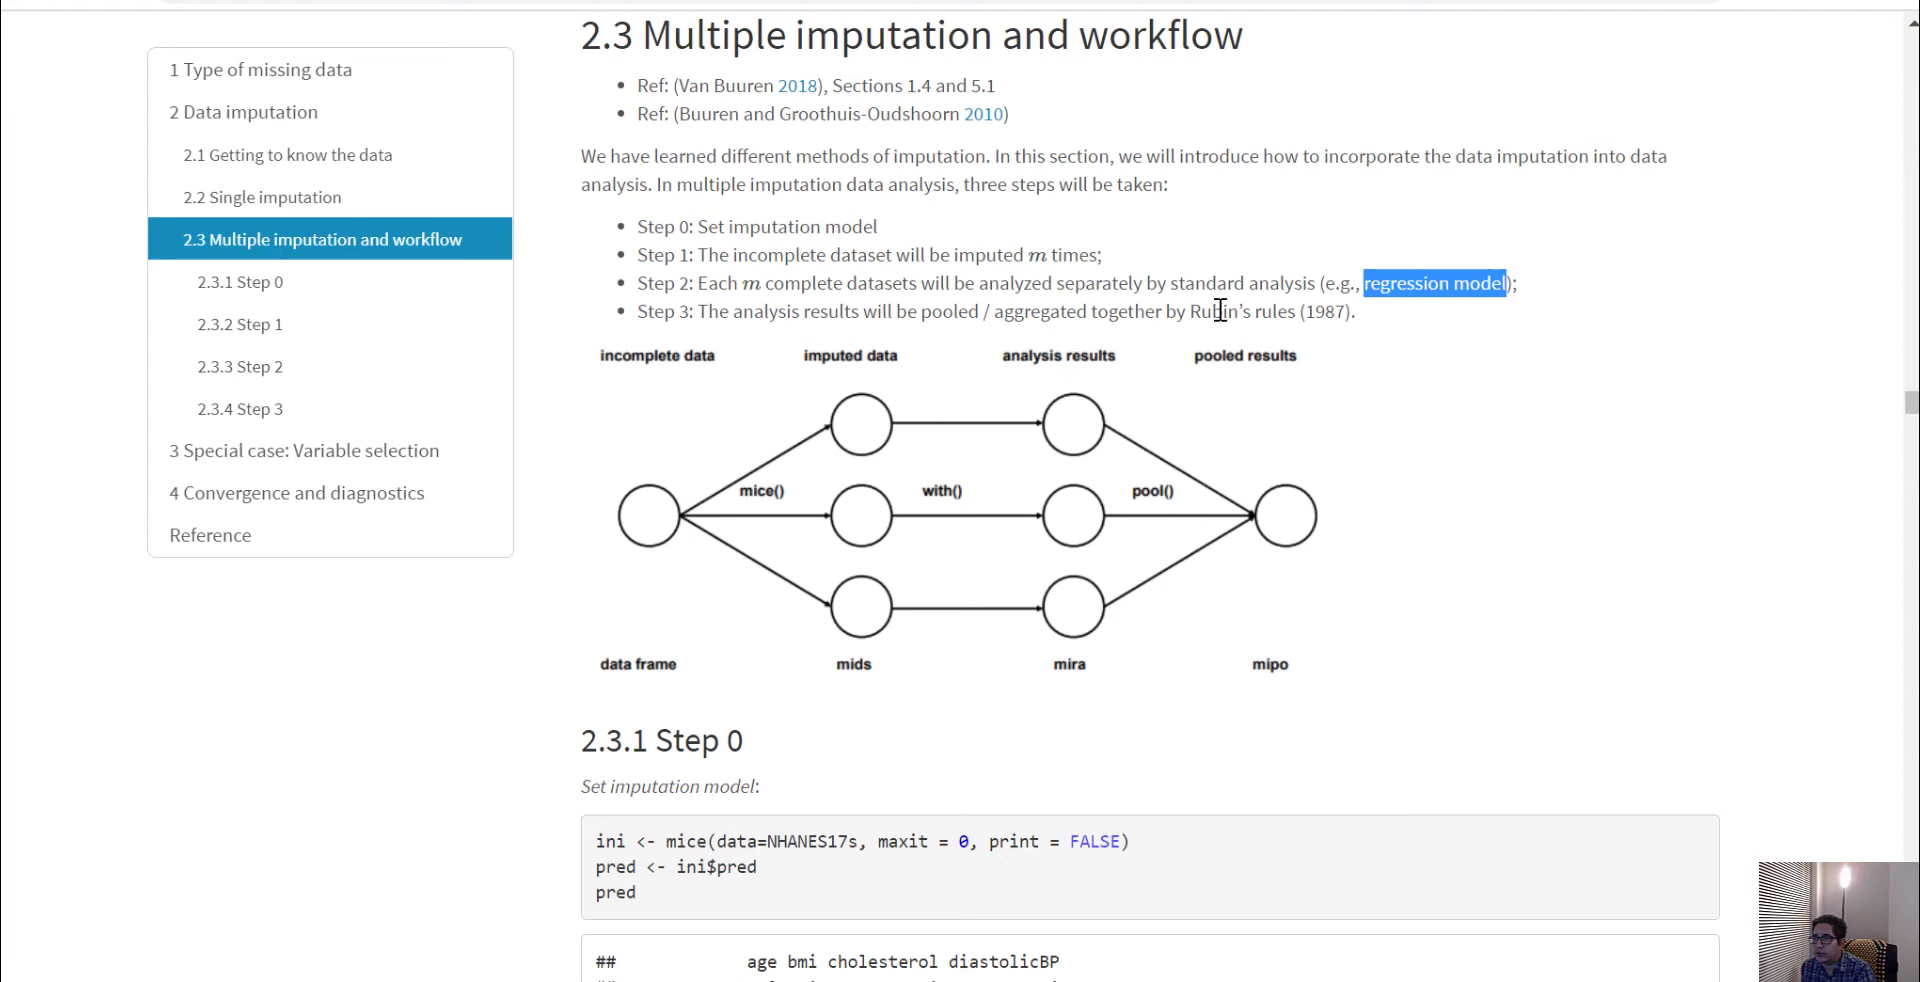 1 Type of missing data
2 Data imputation
2.1 Getting to know the data
2.2 Single imputation
2.3 Multiple imputation and workflow
2.3.1 Step 0
2.3.2 Step 1
2.3.3 Step 2
2.3.4 Step 3
3 Special case: Variable selection
4 Convergence and diagnostics
Reference
2.3 Multiple imputation and workflow
• Ref: (Van Buuren 2018), Sections 1.4 and 5.1
• Ref: (Buuren and Groothuis-Oudshoorn 2010)
We have learned different methods of imputation. In this section, we will introduce how to incorporate the data imputation into data
analysis. In multiple imputation data analysis, three steps will be taken:
• Step 0: Set imputation model
• Step 1: The incomplete dataset will be imputed m times;
• Step 2: Each m complete datasets will be analyzed separately by standard analysis (e.g., regression model);
• Step 3: The analysis results will be pooled / aggregated together by Rubin's rules (1987).
incomplete data imputed data analysis results pooled results
mice() with() pool()
data frame mids mira mipo
2.3.1 Step 0
Set imputation model:
ini <- mice(data=NHANES17s, maxit = 0, print = FALSE)
pred <- ini$pred
pred
## age bmi cholesterol diastolicBP